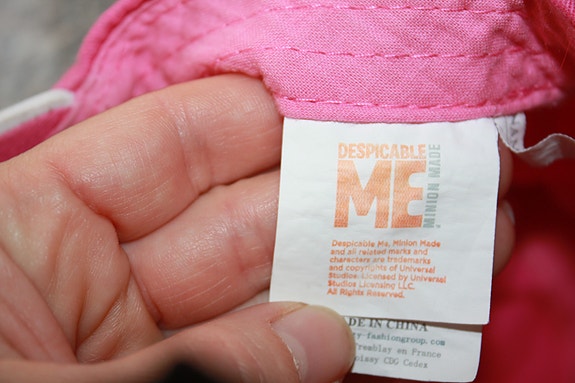 DESPICABLE
ME
MINION MADE
Despicable Me, Minion Made
and all related marks
and characters are trademarks
and copyrights of Universal
Studios. Licensed by Universal
Studios Licensing LLC.
All Rights Reserved.
DE IN CHINA
y-fashiongroup.com
Tremblay en France
oissy CDG Cedex